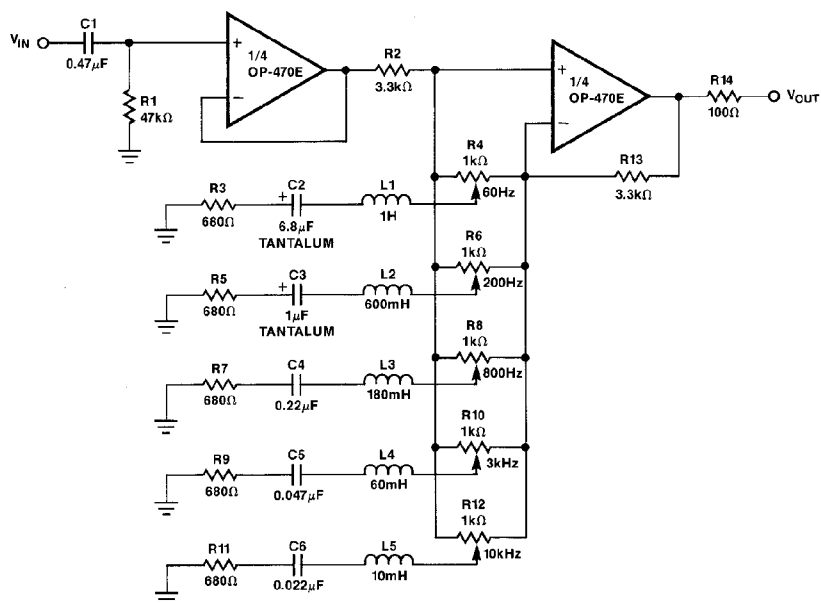 C1
V_IN
0.47μF
R1
47kΩ
+
1/4
OP-470E
−
R2
3.3kΩ
+
1/4
OP-470E
−
R14
100Ω
V_OUT
R13
3.3kΩ
R4
1kΩ
60Hz
R3
680Ω
+
C2
6.8μF
TANTALUM
L1
1H
R6
1kΩ
200Hz
R5
680Ω
+
C3
1μF
TANTALUM
L2
600mH
R8
1kΩ
800Hz
R7
680Ω
C4
0.22μF
L3
180mH
R10
1kΩ
3kHz
R9
680Ω
C5
0.047μF
L4
60mH
R12
1kΩ
10kHz
R11
680Ω
C6
0.022μF
L5
10mH